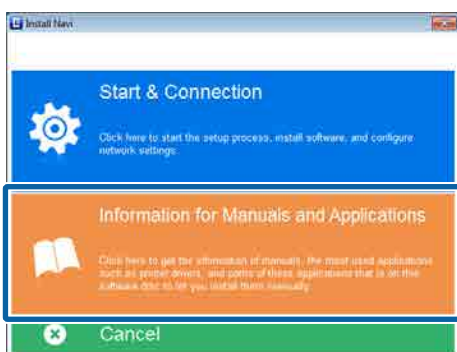 Install Navi
Start & Connection
Click here to start the setup process, install software, and configure
network settings.
Information for Manuals and Applications
Click here to get the information of manuals, the most used applications
such as printer drivers, and parts of these applications that is on this
software disc to let you install them manually.
Cancel